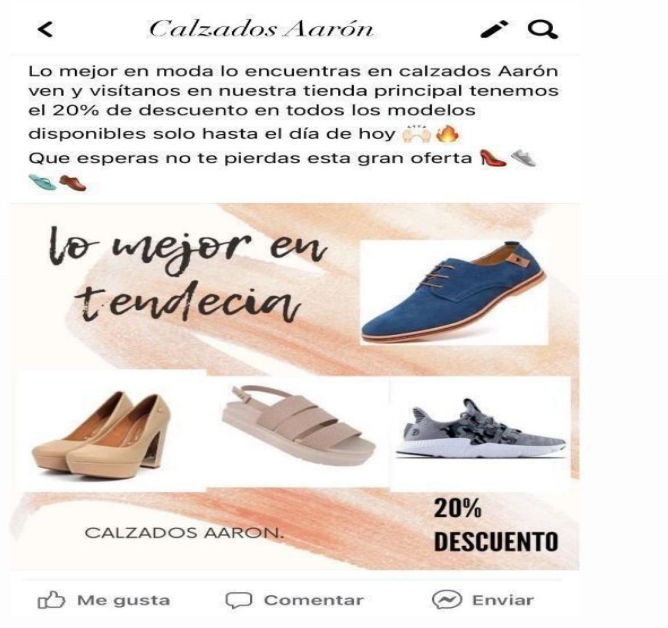 Calzados Aarón
Lo mejor en moda lo encuentras en calzados Aarón
ven y visítanos en nuestra tienda principal tenemos
el 20% de descuento en todos los modelos
disponibles solo hasta el día de hoy 🙌🏻🔥
Que esperas no te pierdas esta gran oferta 👠👟
🩴👞
lo mejor en
tendecia
CALZADOS AARON.
20%
DESCUENTO
Me gusta
Comentar
Enviar